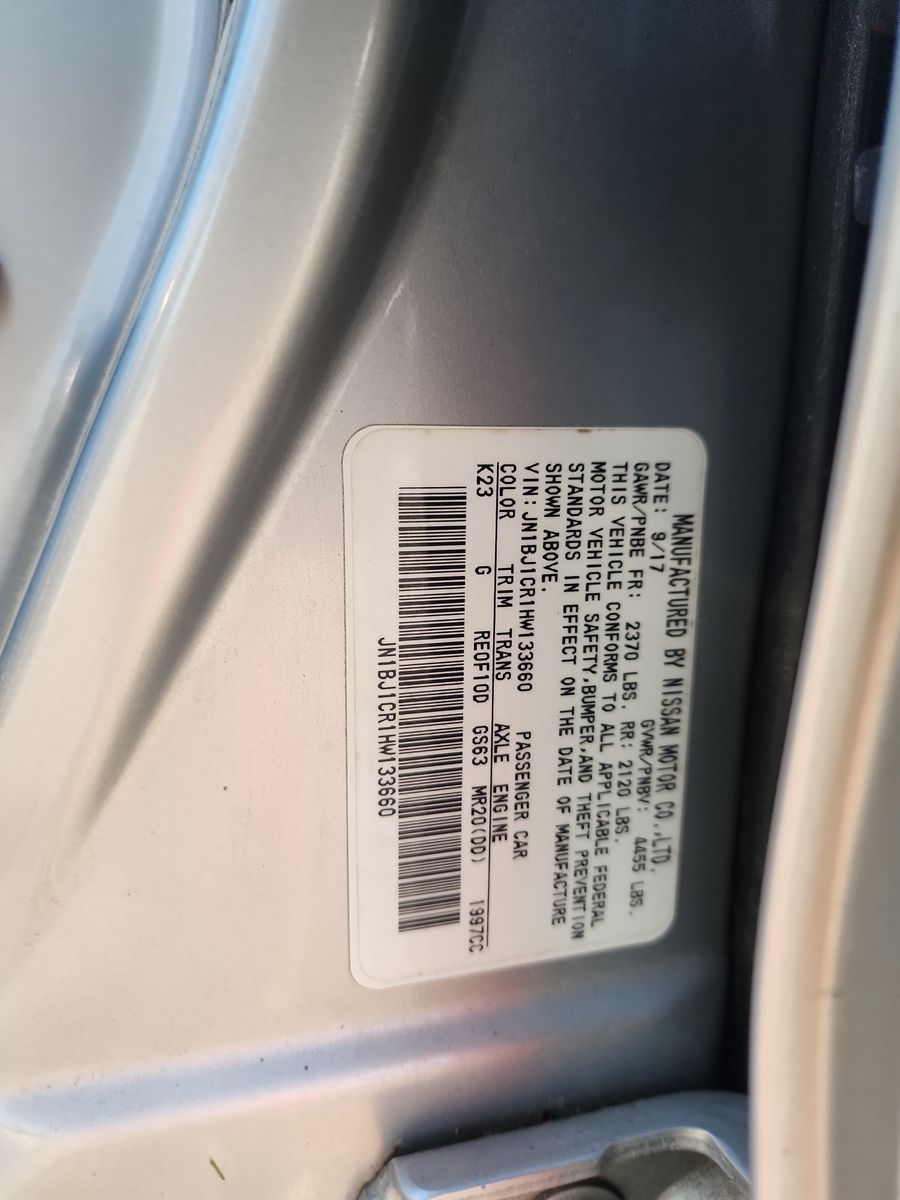 MANUFACTURED BY NISSAN MOTOR CO.,LTD.
DATE: 9/17 GVWR/PNBV: 4455 LBS.
GAWR/PNBE FR: 2370 LBS. RR: 2120 LBS.
THIS VEHICLE CONFORMS TO ALL APPLICABLE FEDERAL
MOTOR VEHICLE SAFETY,BUMPER,AND THEFT PREVENTION
STANDARDS IN EFFECT ON THE DATE OF MANUFACTURE
SHOWN ABOVE.
VIN:JN1BJ1CR1HW133660 PASSENGER CAR
COLOR TRIM TRANS AXLE ENGINE
K23 G RE0F10D GS63 MR20(DD) 1997CC
JN1BJ1CR1HW133660